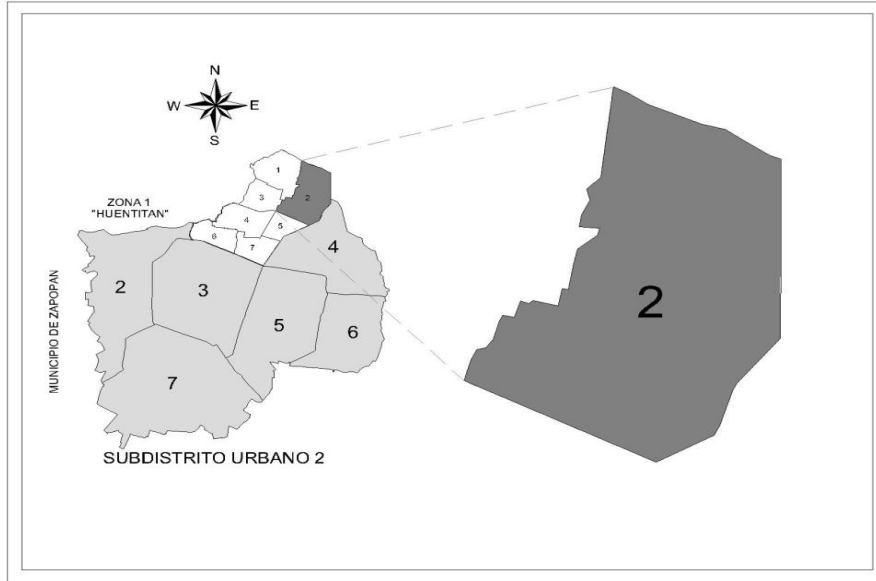 N
W E
S
1
2
3
ZONA 1
"HUENTITAN"
4
5
6
7
4
2
3
5
6
7
MUNICIPIO DE ZAPOPAN
SUBDISTRITO URBANO 2
2